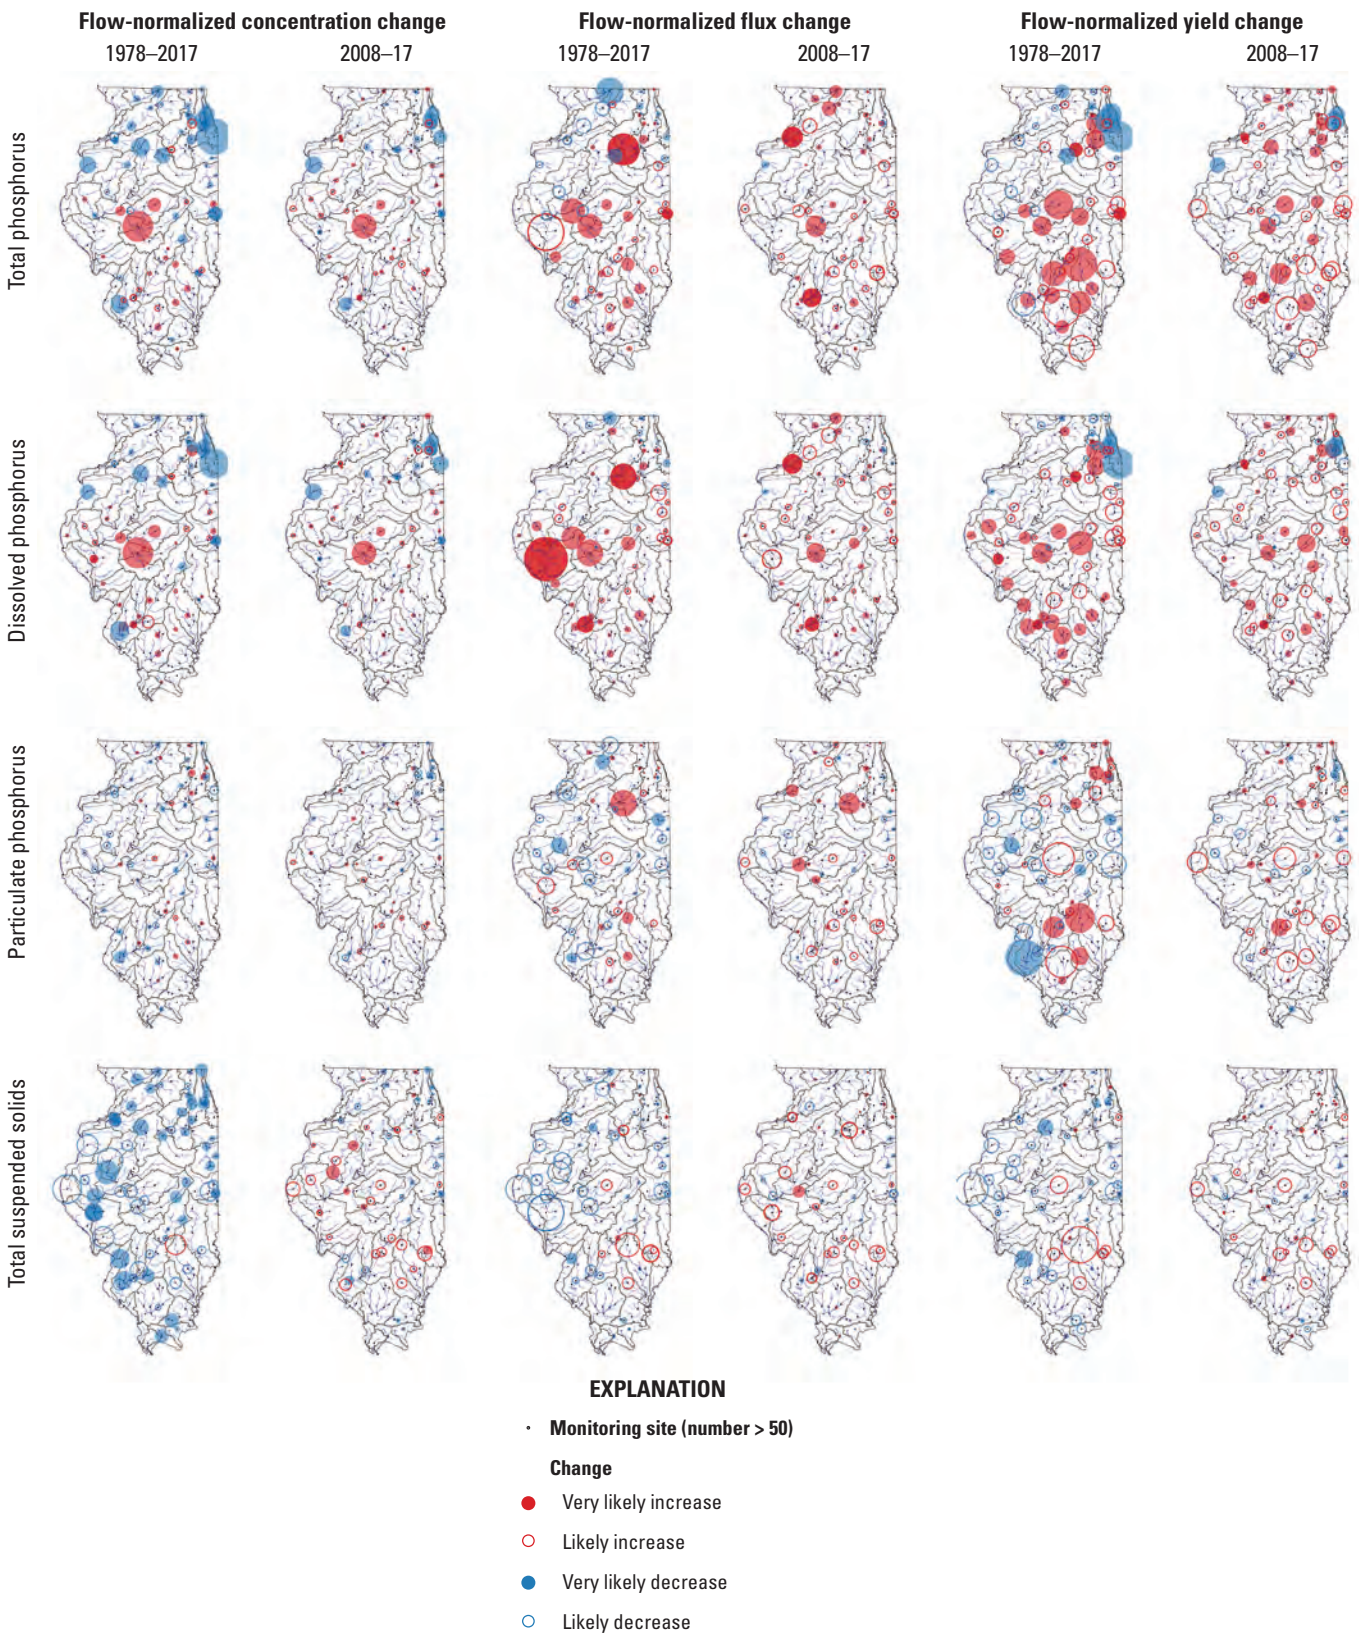 Flow-normalized concentration change
Flow-normalized flux change
Flow-normalized yield change
1978–2017
2008–17
1978–2017
2008–17
1978–2017
2008–17
Total phosphorus
Dissolved phosphorus
Particulate phosphorus
Total suspended solids
EXPLANATION
Monitoring site (number > 50)
Change
Very likely increase
Likely increase
Very likely decrease
Likely decrease